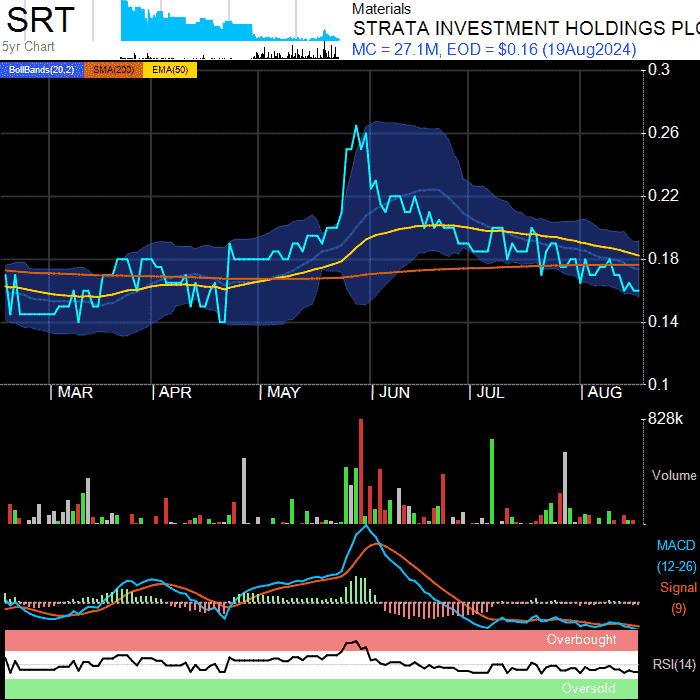 SRT
5yr Chart
Materials
STRATA INVESTMENT HOLDINGS PLC
MC = 27.1M, EOD = $0.16 (19Aug2024)
BollBands(20,2) SMA(200) EMA(50)
0.3
0.26
0.22
0.18
0.14
0.1
MAR APR MAY JUN JUL AUG
828k
Volume
MACD
(12-26)
Signal
(9)
Overbought
RSI(14)
Oversold